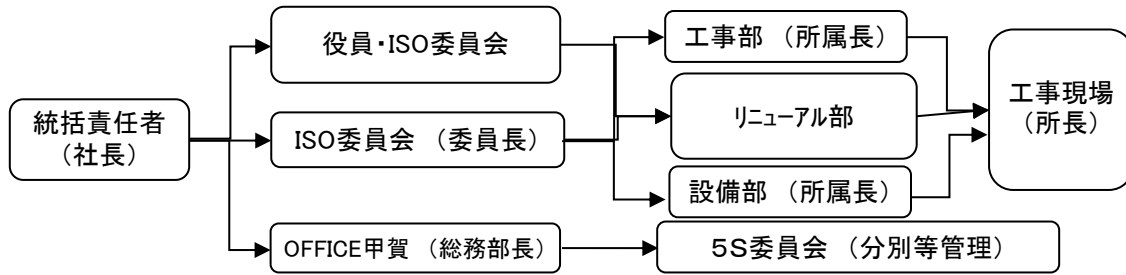 役員・ISO委員会
工事部 （所属長）
統括責任者
（社長）
ISO委員会 （委員長）
リニューアル部
工事現場
（所長）
設備部 （所属長）
OFFICE甲賀 （総務部長）
５Ｓ委員会 （分別等管理）